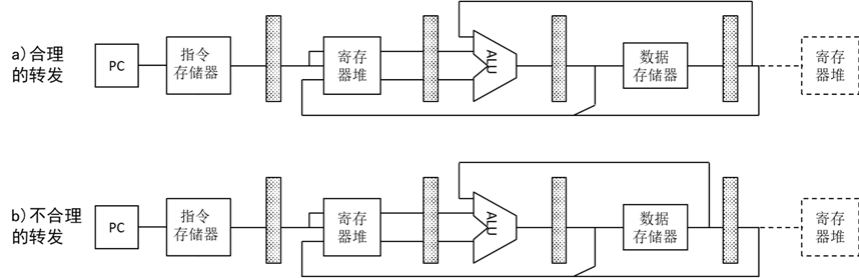 a)合理
的转发
PC
指令
存储器
寄存
器堆
ALU
数据
存储器
寄存
器堆
b)不合理
的转发
PC
指令
存储器
寄存
器堆
ALU
数据
存储器
寄存
器堆